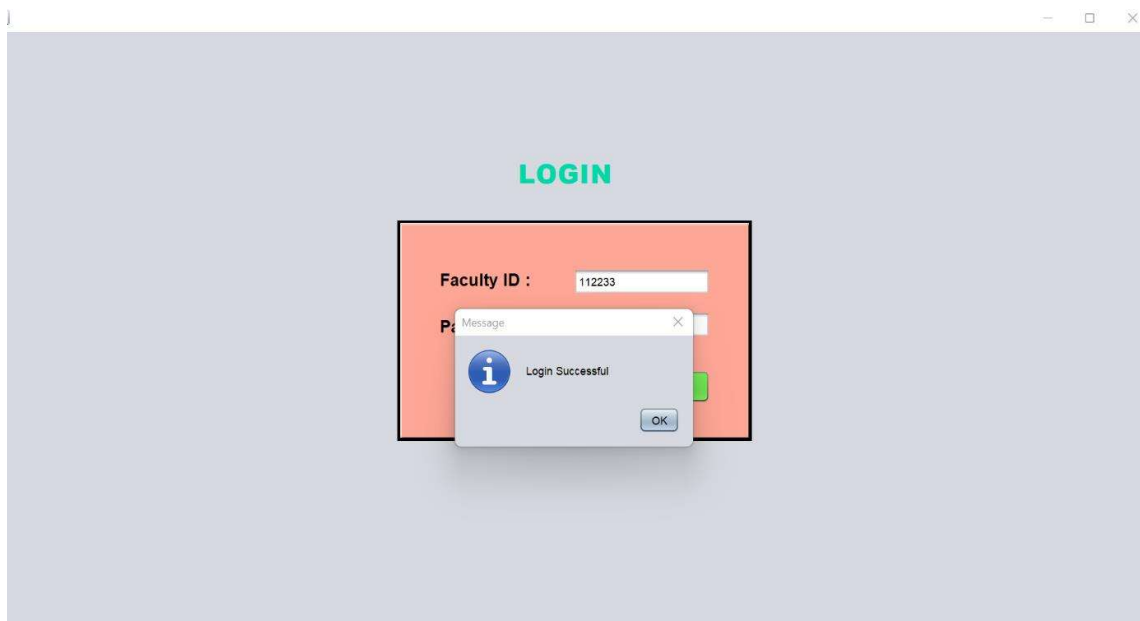 LOGIN
Faculty ID : 112233
Message
Login Successful
OK